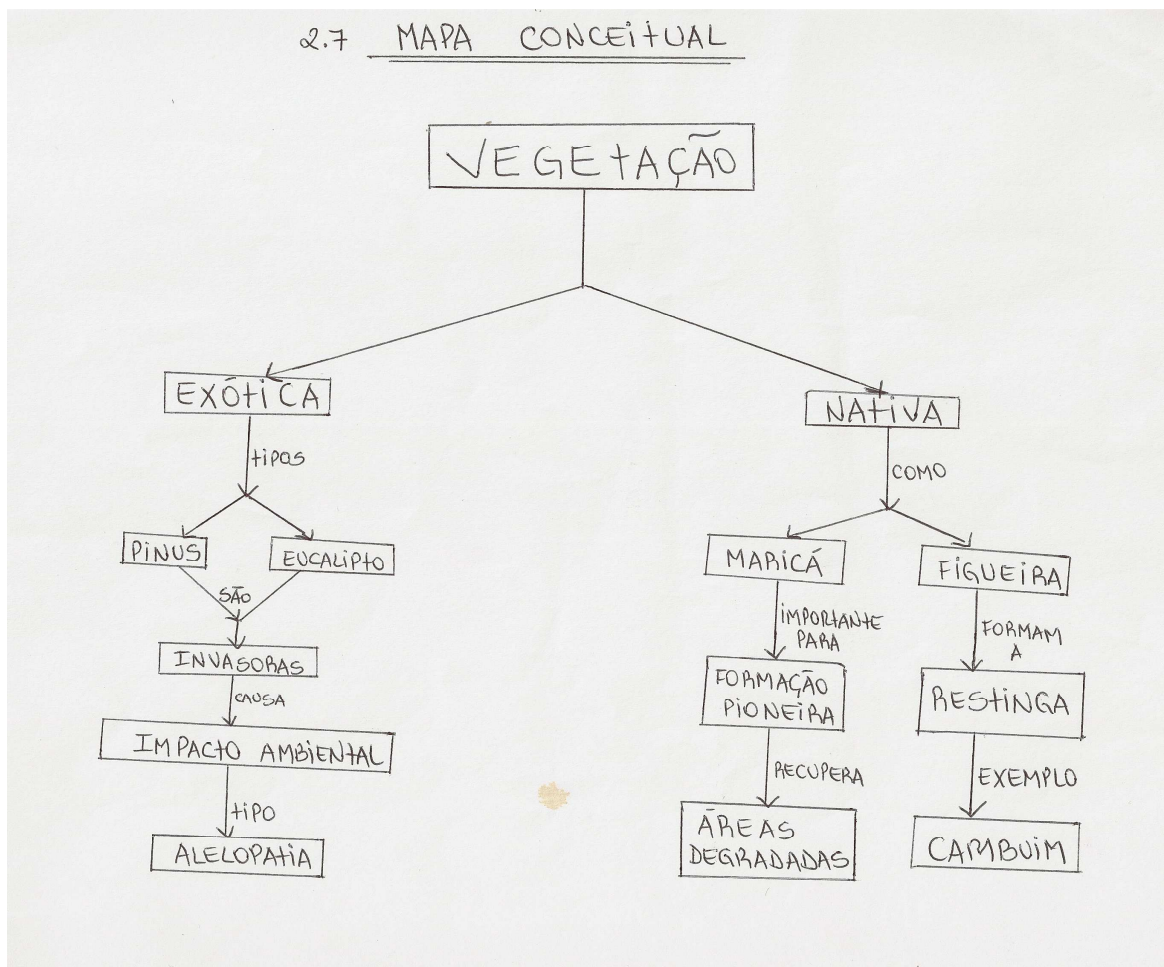 2.7 MAPA CONCEITUAL
VEGETAÇÃO
EXÓTICA
NATIVA
TIPOS
COMO
PINUS
EUCALIPTO
MARICÁ
FIGUEIRA
SÃO
IMPORTANTE
PARA
FORMAM
A
INVASORAS
FORMAÇÃO
PIONEIRA
RESTINGA
CAUSA
IMPACTO AMBIENTAL
RECUPERA
EXEMPLO
TIPO
ÁREAS
DEGRADADAS
CAMBUIM
ALELOPATIA